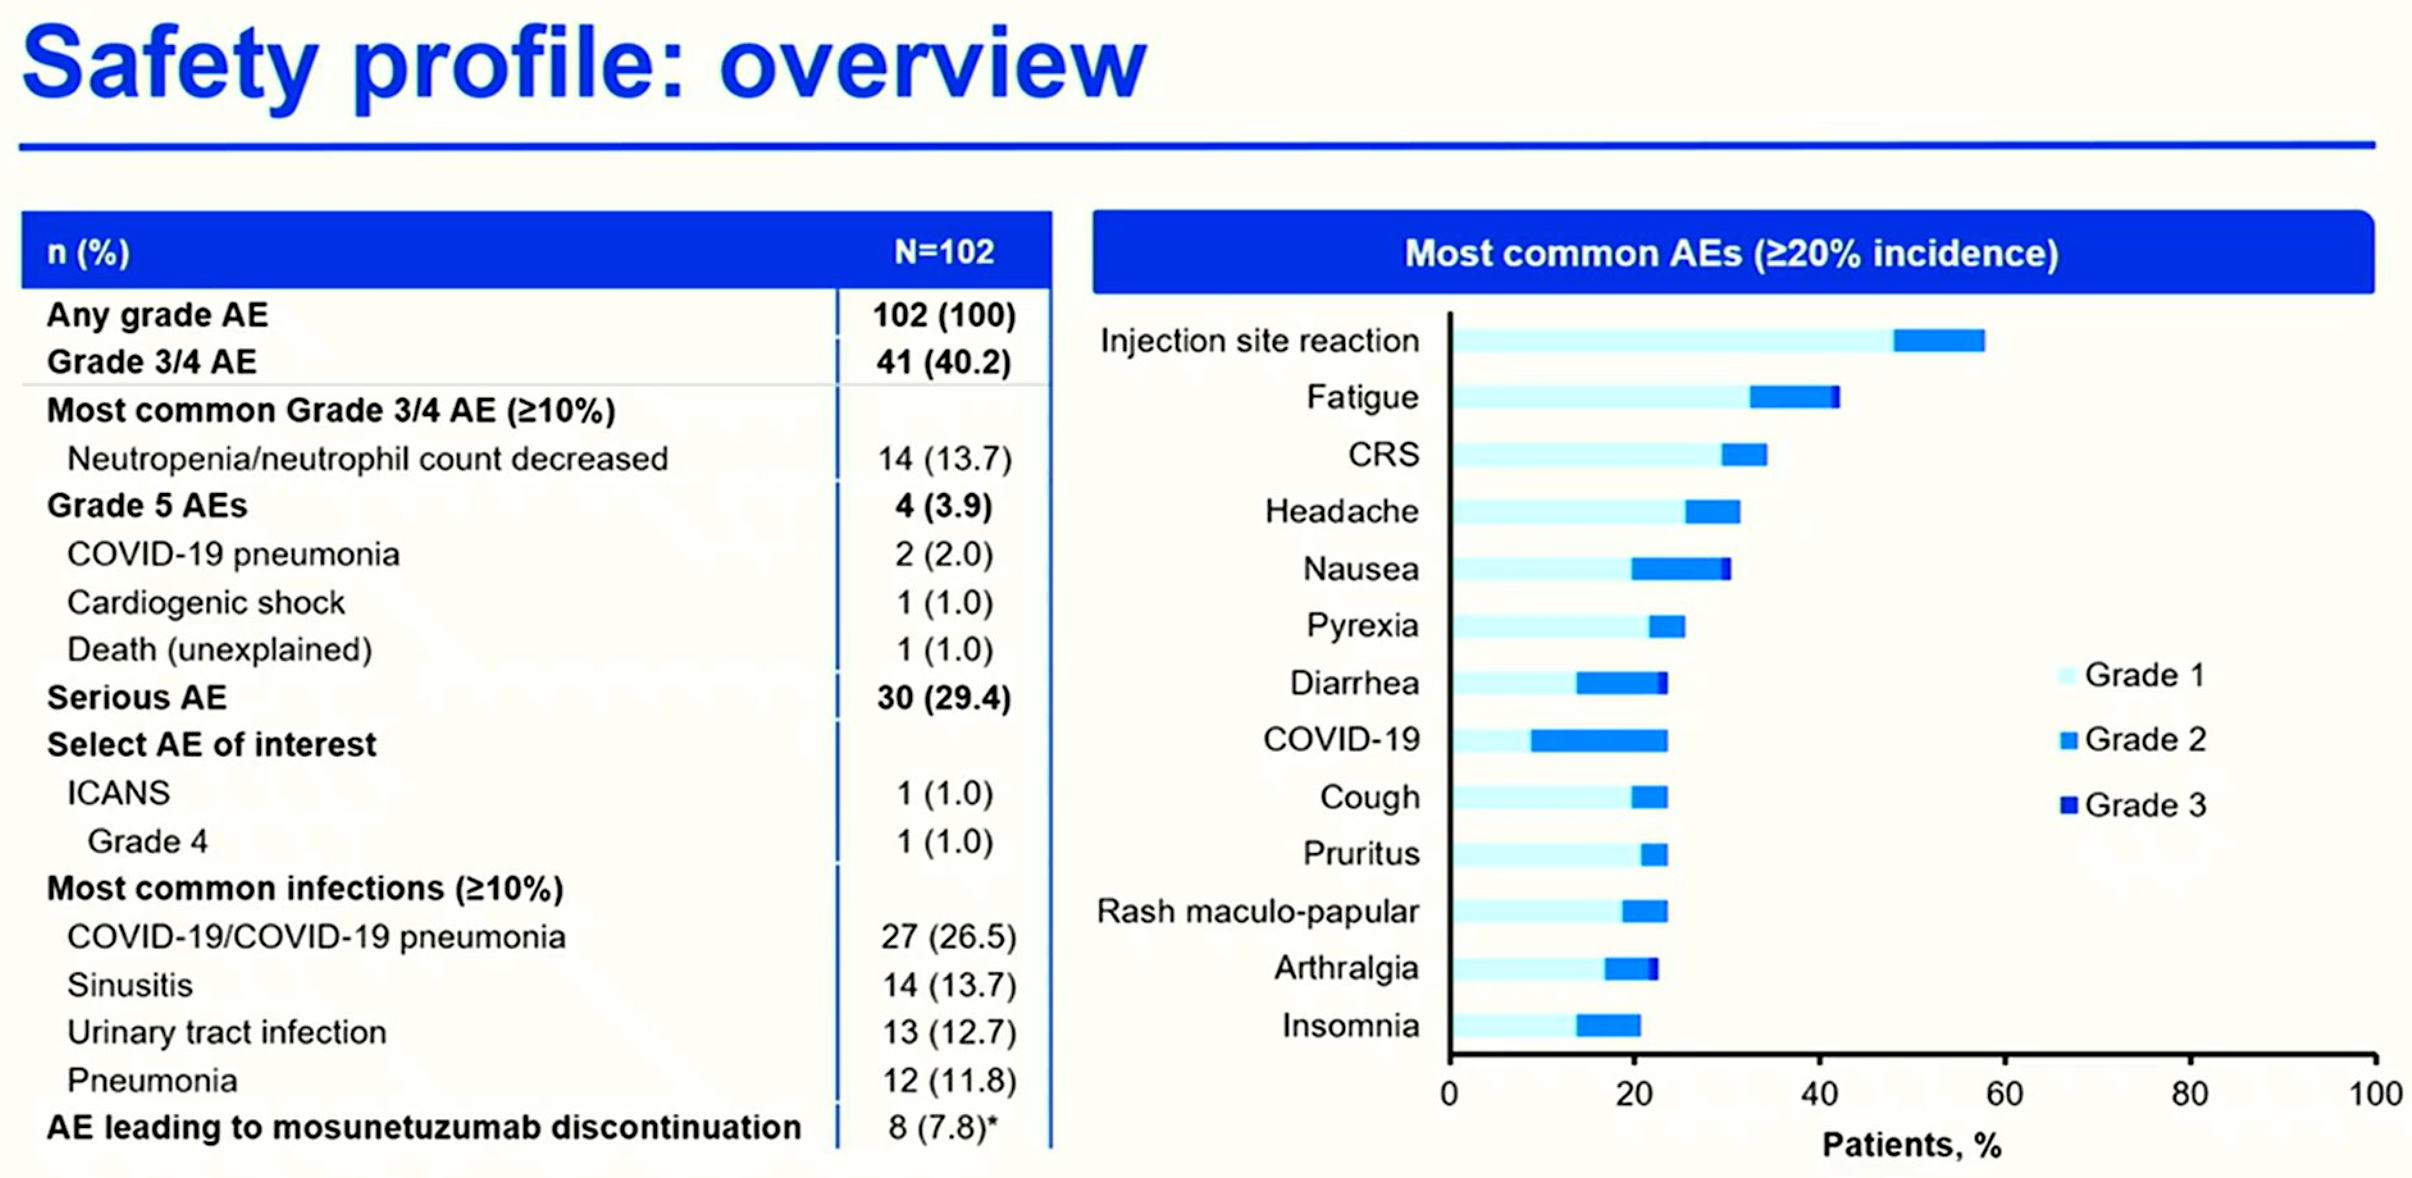 Safety profile: overview
n (%) N=102
Any grade AE 102 (100)
Grade 3/4 AE 41 (40.2)
Most common Grade 3/4 AE (≥10%)
Neutropenia/neutrophil count decreased 14 (13.7)
Grade 5 AEs 4 (3.9)
COVID-19 pneumonia 2 (2.0)
Cardiogenic shock 1 (1.0)
Death (unexplained) 1 (1.0)
Serious AE 30 (29.4)
Select AE of interest
ICANS 1 (1.0)
Grade 4 1 (1.0)
Most common infections (≥10%)
COVID-19/COVID-19 pneumonia 27 (26.5)
Sinusitis 14 (13.7)
Urinary tract infection 13 (12.7)
Pneumonia 12 (11.8)
AE leading to mosunetuzumab discontinuation 8 (7.8)*
Most common AEs (≥20% incidence)
Injection site reaction
Fatigue
CRS
Headache
Nausea
Pyrexia
Diarrhea
COVID-19
Cough
Pruritus
Rash maculo-papular
Arthralgia
Insomnia
Grade 1
Grade 2
Grade 3
0 20 40 60 80 100
Patients, %